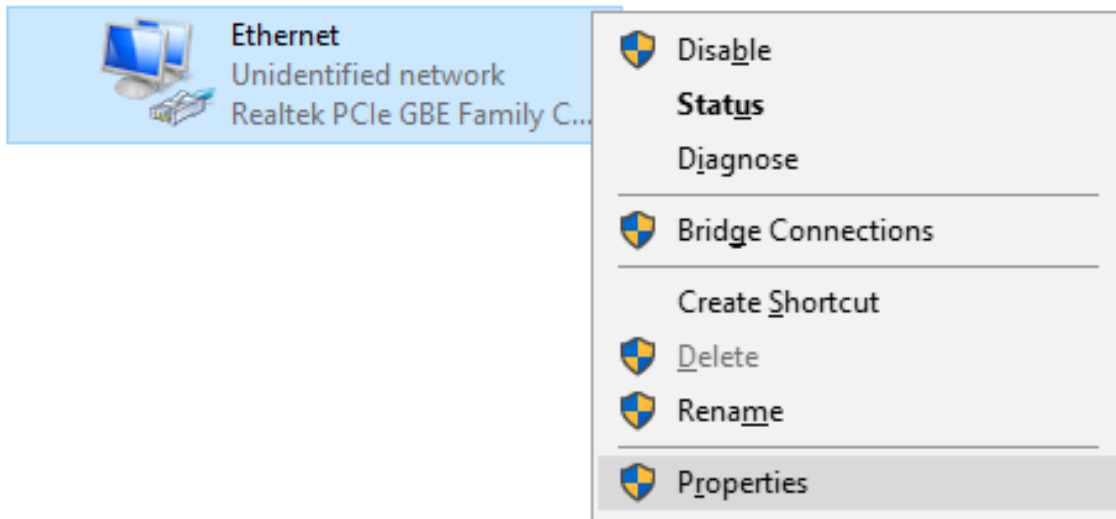 Ethernet
Unidentified network
Realtek PCIe GBE Family C...
Disable
Status
Diagnose
Bridge Connections
Create Shortcut
Delete
Rename
Properties